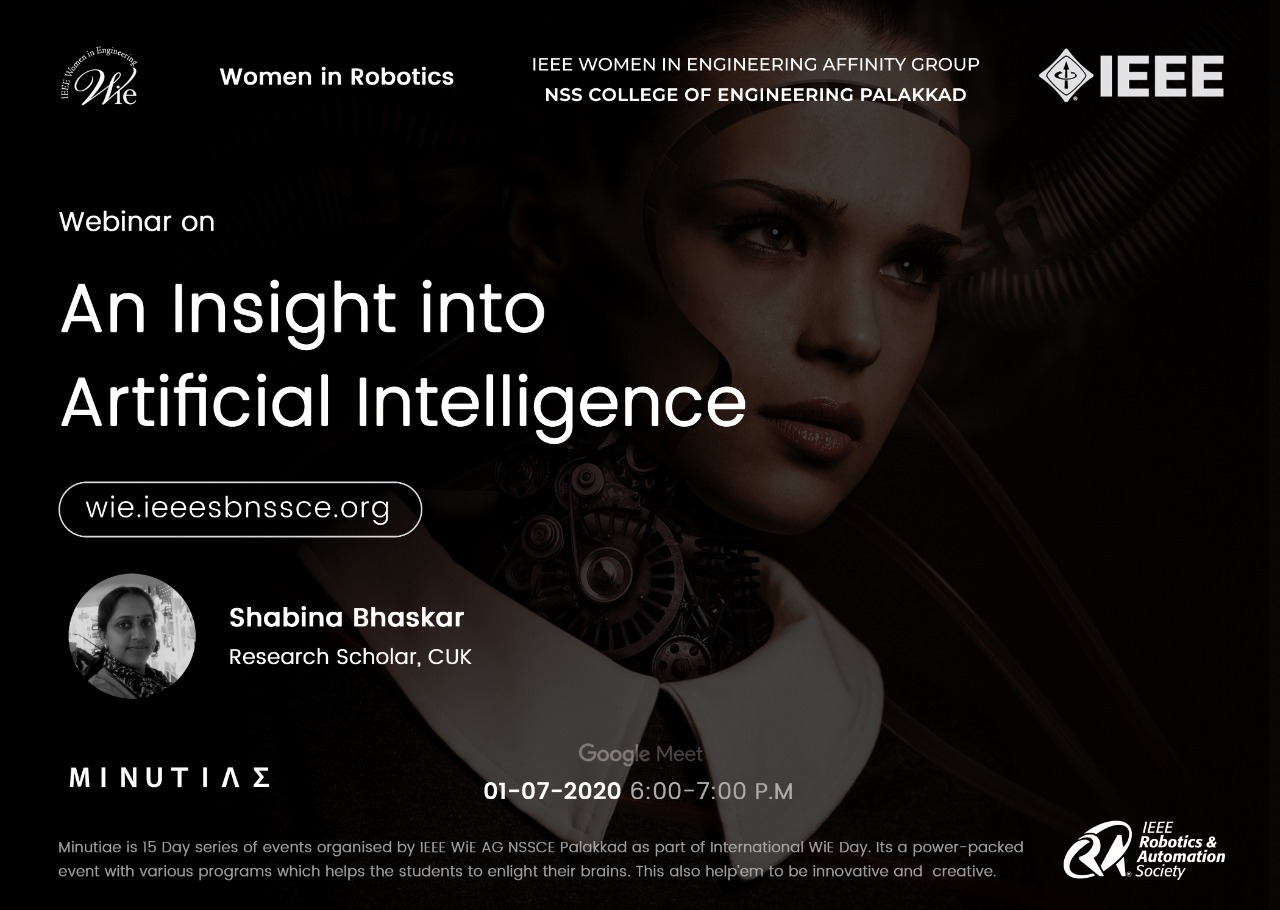 IEEE Women in Engineering
WiE
Women in Robotics
IEEE WOMEN IN ENGINEERING AFFINITY GROUP
NSS COLLEGE OF ENGINEERING PALAKKAD
IEEE
Webinar on
An Insight into
Artificial Intelligence
wie.ieeesbnssce.org
Shabina Bhaskar
Research Scholar, CUK
MINUTIΛΣ
Google Meet
01-07-2020 6:00-7:00 P.M
Minutiae is 15 Day series of events organised by IEEE WiE AG NSSCE Palakkad as part of International WiE Day. Its a power-packed
event with various programs which helps the students to enlight their brains. This also help'em to be innovative and  creative.
RA
IEEE
Robotics &
Automation
Society